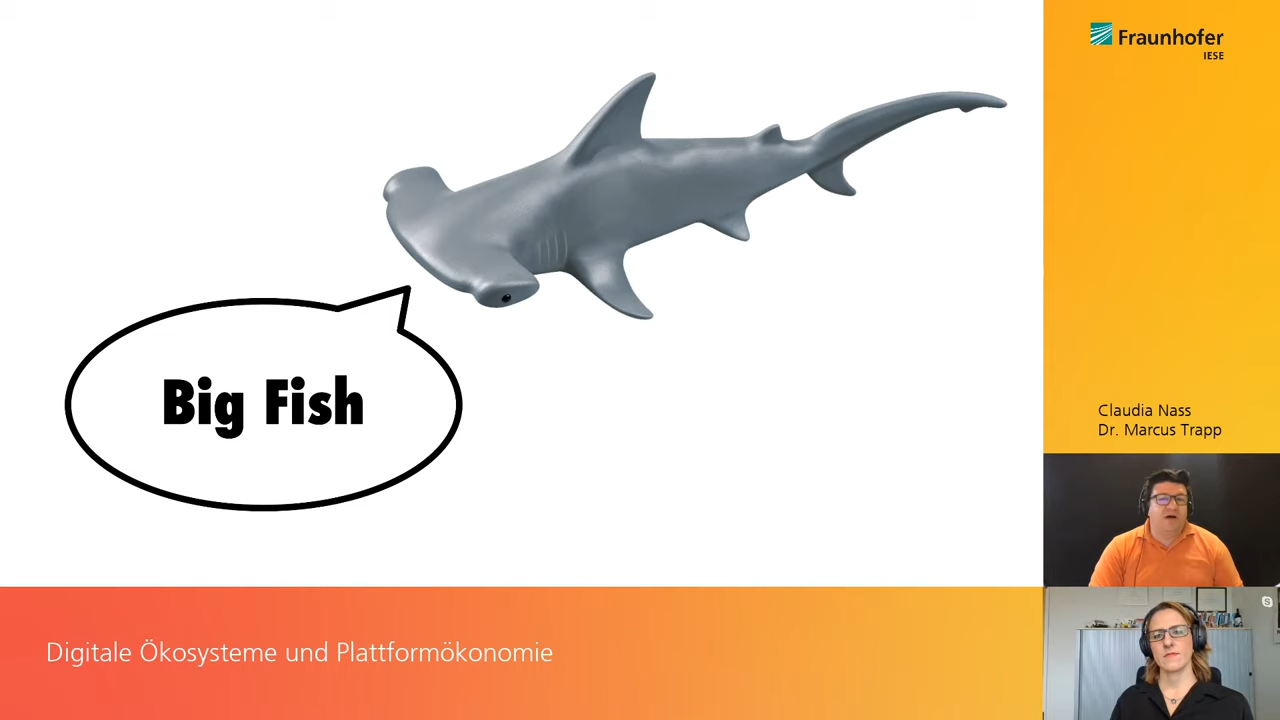 Big Fish
Fraunhofer
IESE
Claudia Nass
Dr. Marcus Trapp
Digitale Ökosysteme und Plattformökonomie